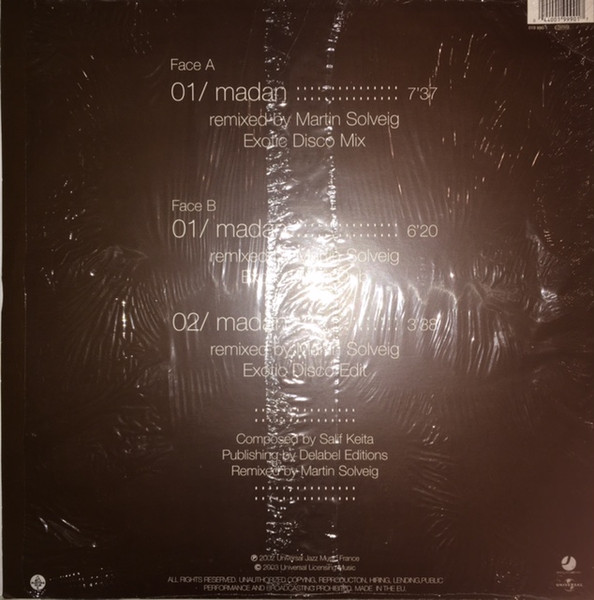 Face A
01/ madan 7'37
remixed by Martin Solveig
Exotic Disco Mix
Face B
01/ madan 6'20
remixed by Martin Solveig
02/ madan 3'88
remixed by Martin Solveig
Exotic Disco Edit
Composed by Salif Keita
Publishing by Delabel Editions
Remixed by Martin Solveig
℗ 2002 Universal Jazz Music France
© 2003 Universal Licensing Music
ALL RIGHTS RESERVED. UNAUTHORIZED COPYING, REPRODUCTION, HIRING, LENDING, PUBLIC
PERFORMANCE AND BROADCASTING PROHIBITED. MADE IN THE EU.
UNIVERSAL